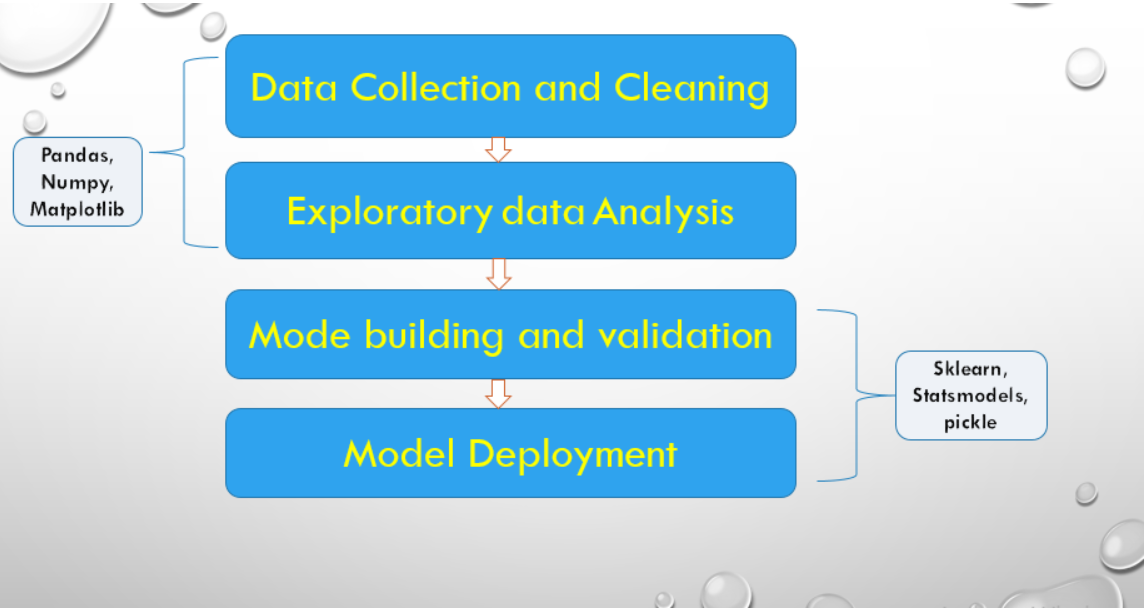 Data Collection and Cleaning
Pandas,
Numpy,
Matplotlib
Exploratory data Analysis
Mode building and validation
Sklearn,
Statsmodels,
pickle
Model Deployment